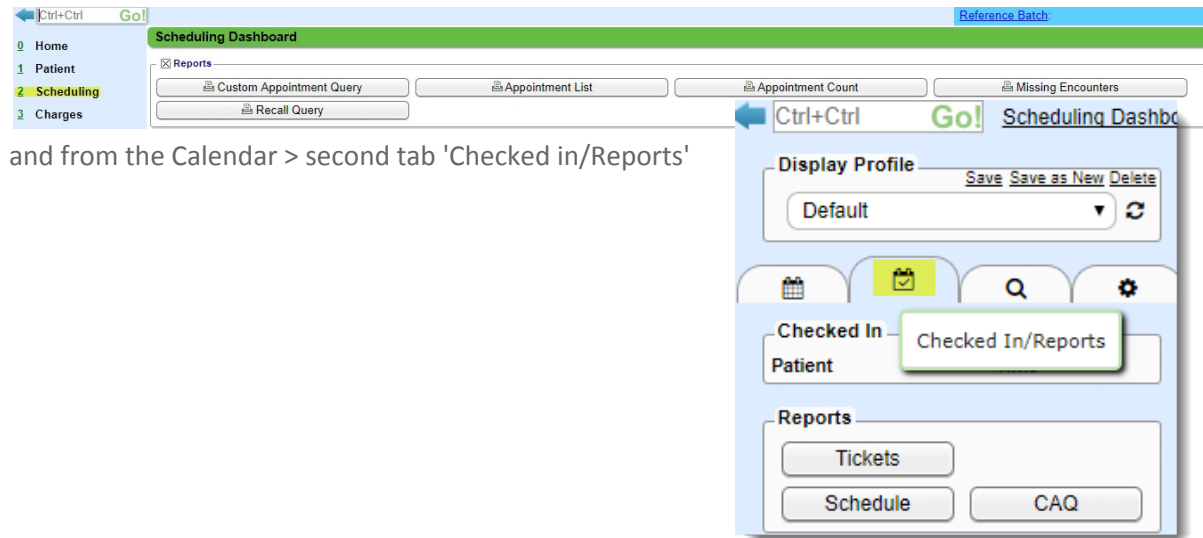 Ctrl+Ctrl Go!
Reference Batch:
0 Home
1 Patient
2 Scheduling
3 Charges
Scheduling Dashboard
Reports
Custom Appointment Query
Appointment List
Appointment Count
Missing Encounters
Recall Query
and from the Calendar > second tab 'Checked in/Reports'
Ctrl+Ctrl Go! Scheduling Dashbo
Display Profile
Save Save as New Delete
Default
Checked In
Checked In/Reports
Patient
Reports
Tickets
Schedule CAQ